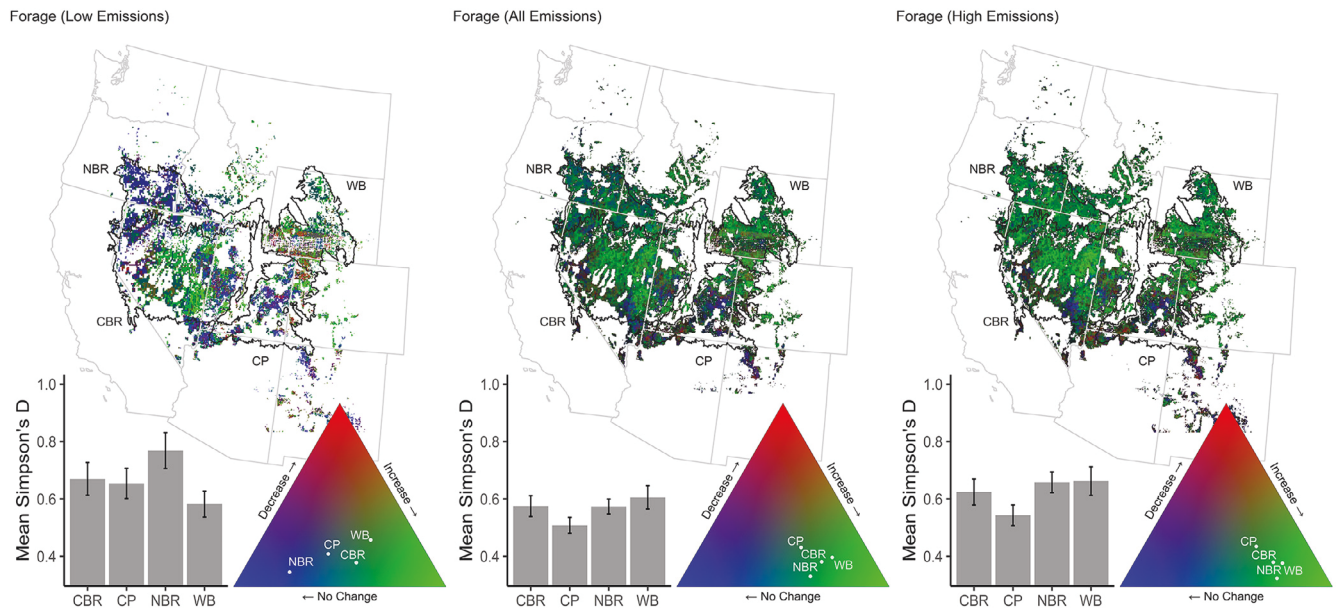 Forage (Low Emissions)
NBR
WB
CBR
CP
1.0
0.8
0.6
0.4
Mean Simpson's D
CBR
CP
NBR
WB
Decrease →
Increase →
← No Change
WB
CP
CBR
NBR
Forage (All Emissions)
NBR
WB
CBR
CP
1.0
0.8
0.6
0.4
Mean Simpson's D
CBR
CP
NBR
WB
Decrease →
Increase →
← No Change
CP
CBR
WB
NBR
Forage (High Emissions)
NBR
WB
CBR
CP
1.0
0.8
0.6
0.4
Mean Simpson's D
CBR
CP
NBR
WB
Decrease →
Increase →
← No Change
CP
CBR
NBR
WB